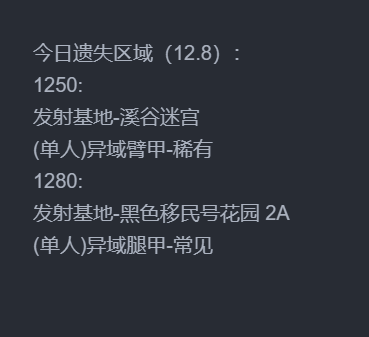 今日遗失区域（12.8）:
1250:
发射基地-溪谷迷宫
(单人)异域臂甲-稀有
1280:
发射基地-黑色移民号花园 2A
(单人)异域腿甲-常见